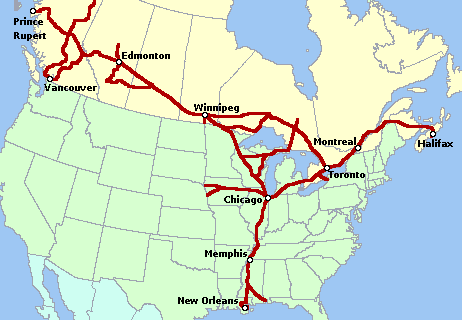 Prince
Rupert
Edmonton
Vancouver
Winnipeg
Montreal
Halifax
Toronto
Chicago
Memphis
New Orleans